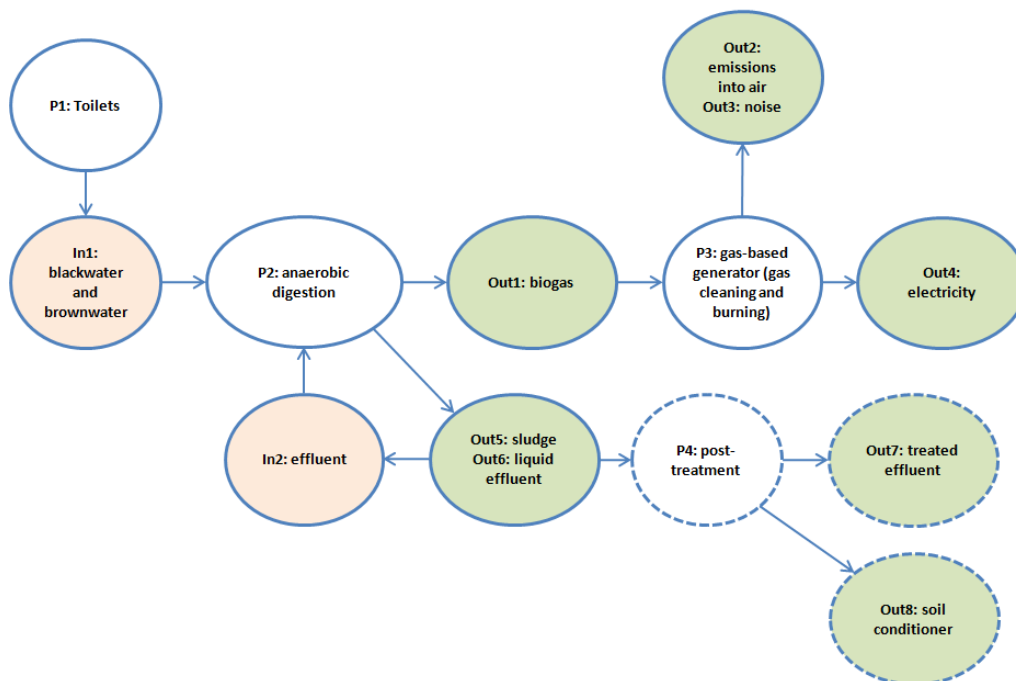 P1: Toilets
Out2:
emissions
into air
Out3: noise
In1:
blackwater
and
brownwater
P2: anaerobic
digestion
Out1: biogas
P3: gas-based
generator (gas
cleaning and
burning)
Out4:
electricity
In2: effluent
Out5: sludge
Out6: liquid
effluent
P4: post-
treatment
Out7: treated
effluent
Out8: soil
conditioner